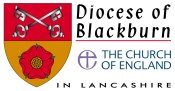 Diocese of
Blackburn
THE CHURCH
OF ENGLAND
IN LANCASHIRE